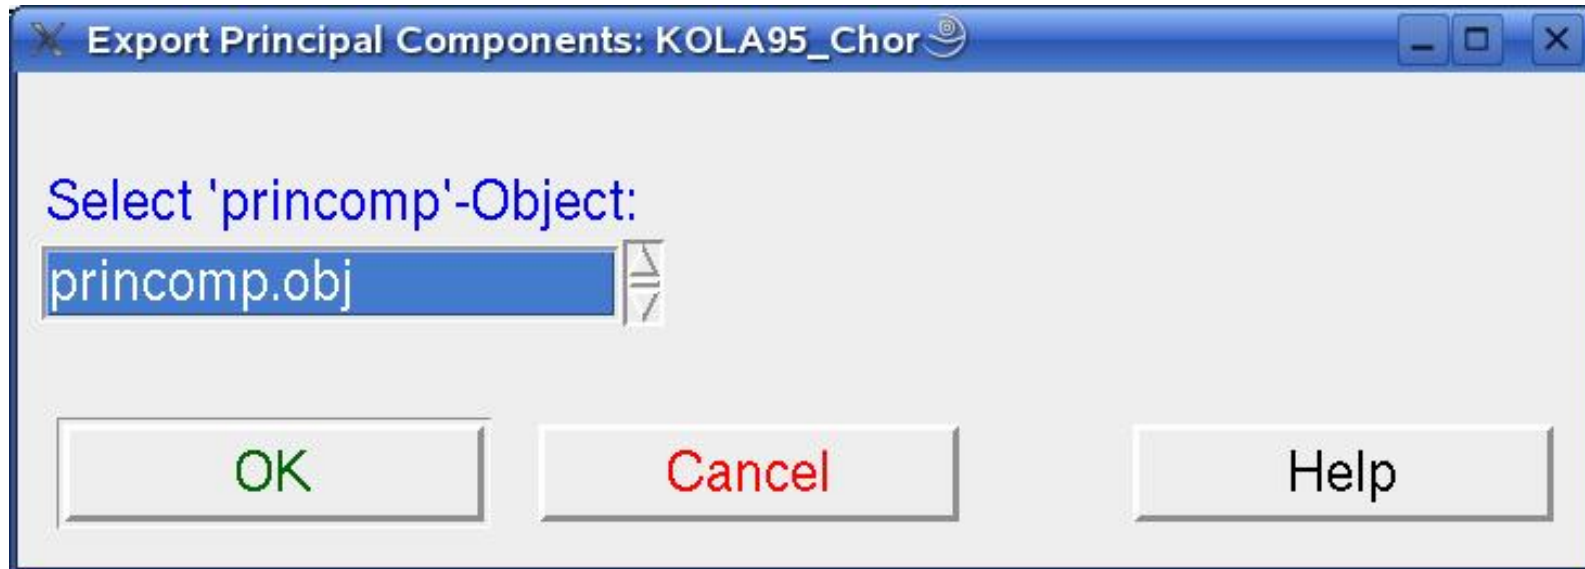 Export Principal Components: KOLA95_Chor
Select 'princomp'-Object:
princomp.obj
OK Cancel Help